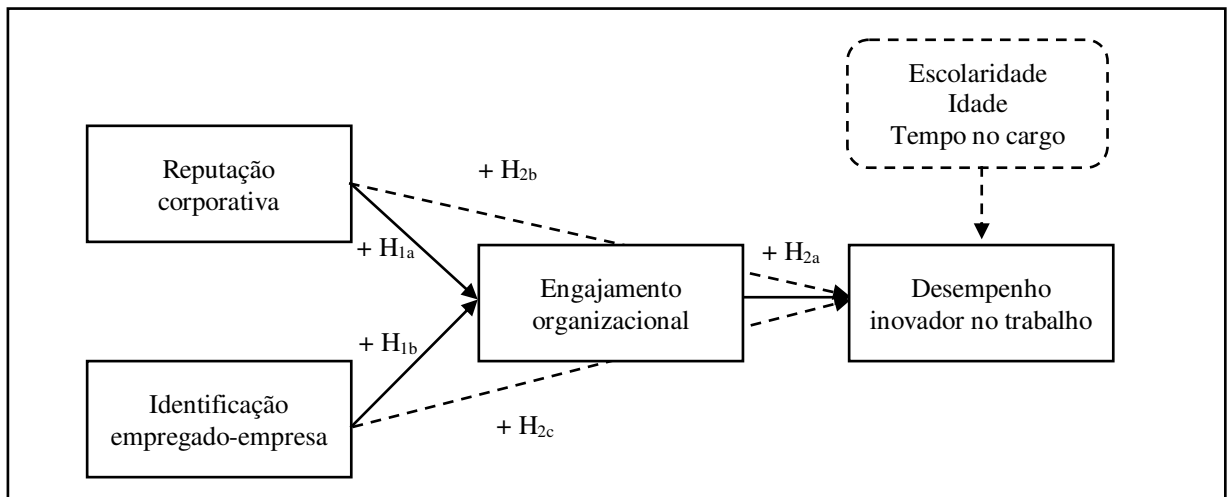 Escolaridade
Idade
Tempo no cargo
Reputação
corporativa
+ H2b
+ H1a
+ H2a
Engajamento
organizacional
Desempenho
inovador no trabalho
+ H1b
Identificação
empregado-empresa
+ H2c